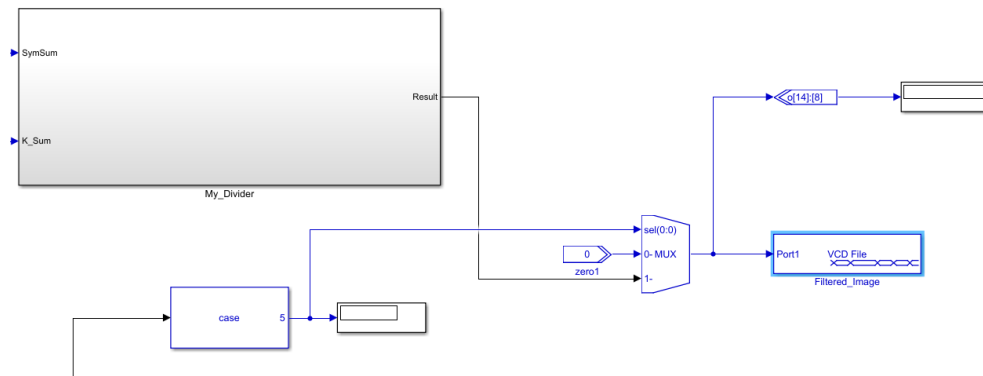 SymSum
Result
K_Sum
My_Divider
o[14]:[8]
sel(0:0)
0
0- MUX
1-
zero1
Port1
VCD File
Filtered_Image
case
5